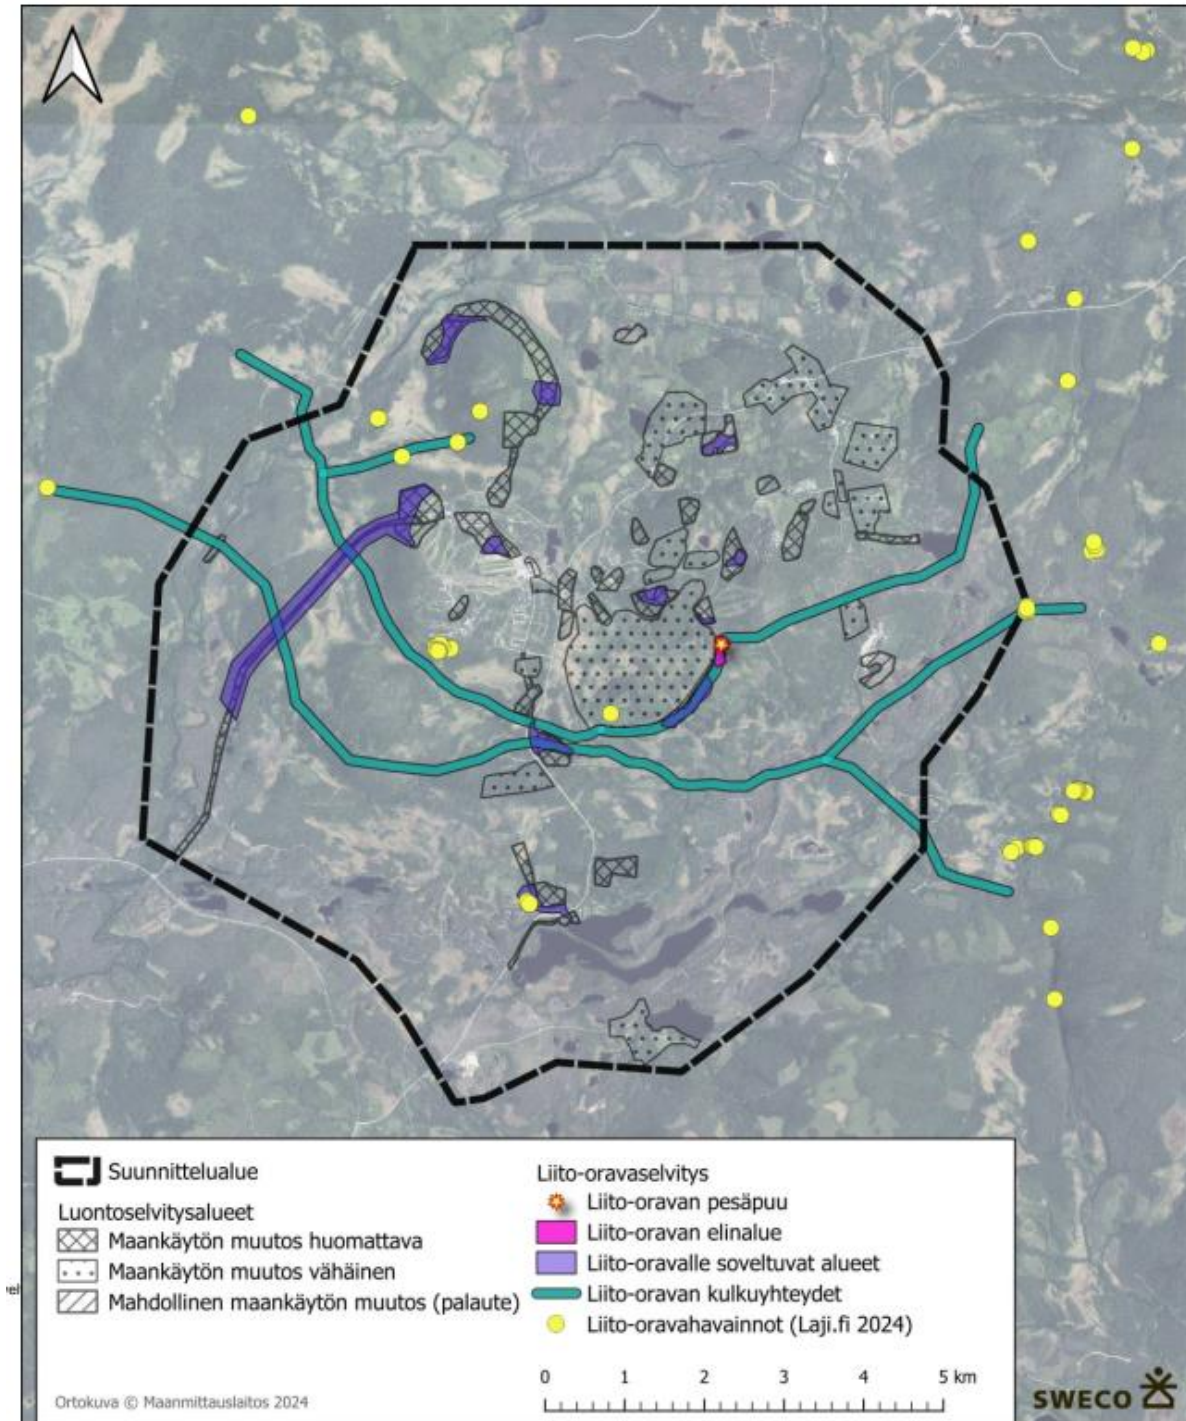 Suunnittelualue
Luontoselvitysalueet
Maankäytön muutos huomattava
Maankäytön muutos vähäinen
Mahdollinen maankäytön muutos (palaute)
Ortokuva © Maanmittauslaitos 2024
Liito-oravaselvitys
Liito-oravan pesäpuu
Liito-oravan elinalue
Liito-oravalle soveltuvat alueet
Liito-oravan kulkuyhteydet
Liito-oravahavainnot (Laji.fi 2024)
0 1 2 3 4 5 km
SWECO